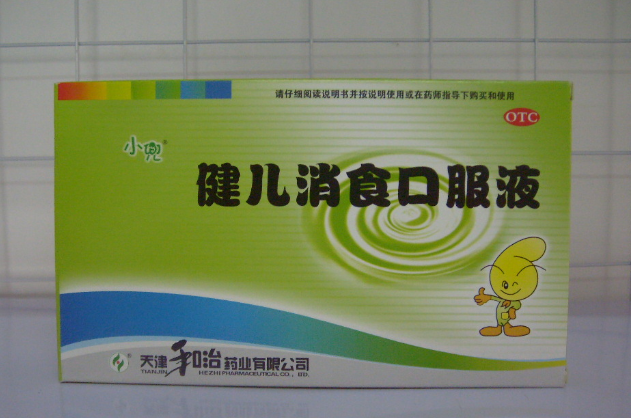 请仔细阅读说明书并按说明使用或在药师指导下购买和使用
OTC
小兜®
健儿消食口服液
天津和治药业有限公司
TIANJIN HEZHI PHARMACEUTICAL CO., LTD.